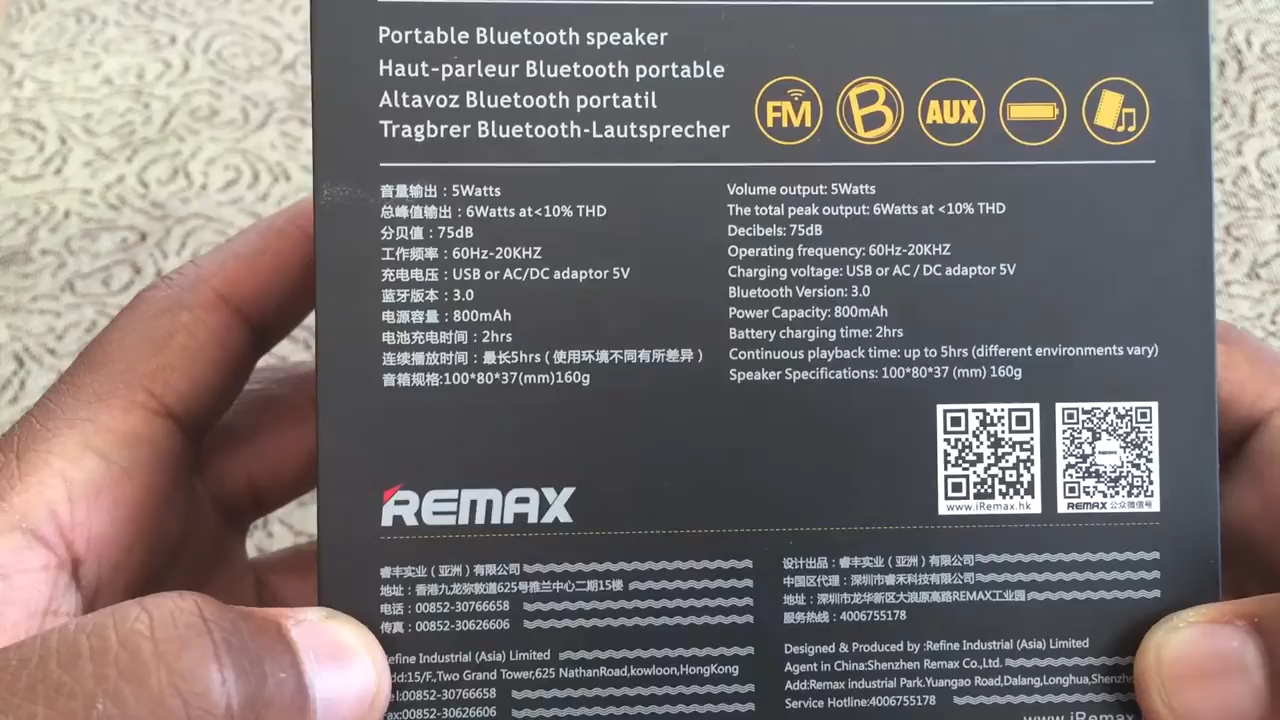 Portable Bluetooth speaker
Haut-parleur Bluetooth portable
Altavoz Bluetooth portatil
Tragbrer Bluetooth-Lautsprecher
FM
B
AUX
音量输出：5Watts
总峰值输出：6Watts at<10% THD
分贝值：75dB
工作频率：60Hz-20KHZ
充电电压：USB or AC/DC adaptor 5V
蓝牙版本：3.0
电源容量：800mAh
电池充电时间：2hrs
连续播放时间：最长5hrs（使用环境不同有所差异）
音箱规格:100*80*37(mm)160g
Volume output: 5Watts
The total peak output: 6Watts at <10% THD
Decibels: 75dB
Operating frequency: 60Hz-20KHZ
Charging voltage: USB or AC / DC adaptor 5V
Bluetooth Version: 3.0
Power Capacity: 800mAh
Battery charging time: 2hrs
Continuous playback time: up to 5hrs (different environments vary)
Speaker Specifications: 100*80*37 (mm) 160g
www.iRemax.hk
REMAX 公众微信号
REMAX
睿丰实业（亚洲）有限公司
地址：香港九龙弥敦道625号雅兰中心二期15楼
电话：00852-30766658
传真：00852-30626606
efine Industrial (Asia) Limited
dd:15/F.,Two Grand Tower,625 NathanRoad,kowloon,HongKong
el:00852-30766658
Fax:00852-30626606
设计出品：睿丰实业（亚洲）有限公司
中国区代理：深圳市睿禾科技有限公司
地址：深圳市龙华新区大浪原高路REMAX工业园
服务热线：4006755178
Designed & Produced by :Refine Industrial (Asia) Limited
Agent in China:Shenzhen Remax Co.,Ltd.
Add:Remax industrial Park.Yuangao Road,Dalang,Longhua,Shenzhe
Service Hotline:4006755178
www.iRemax